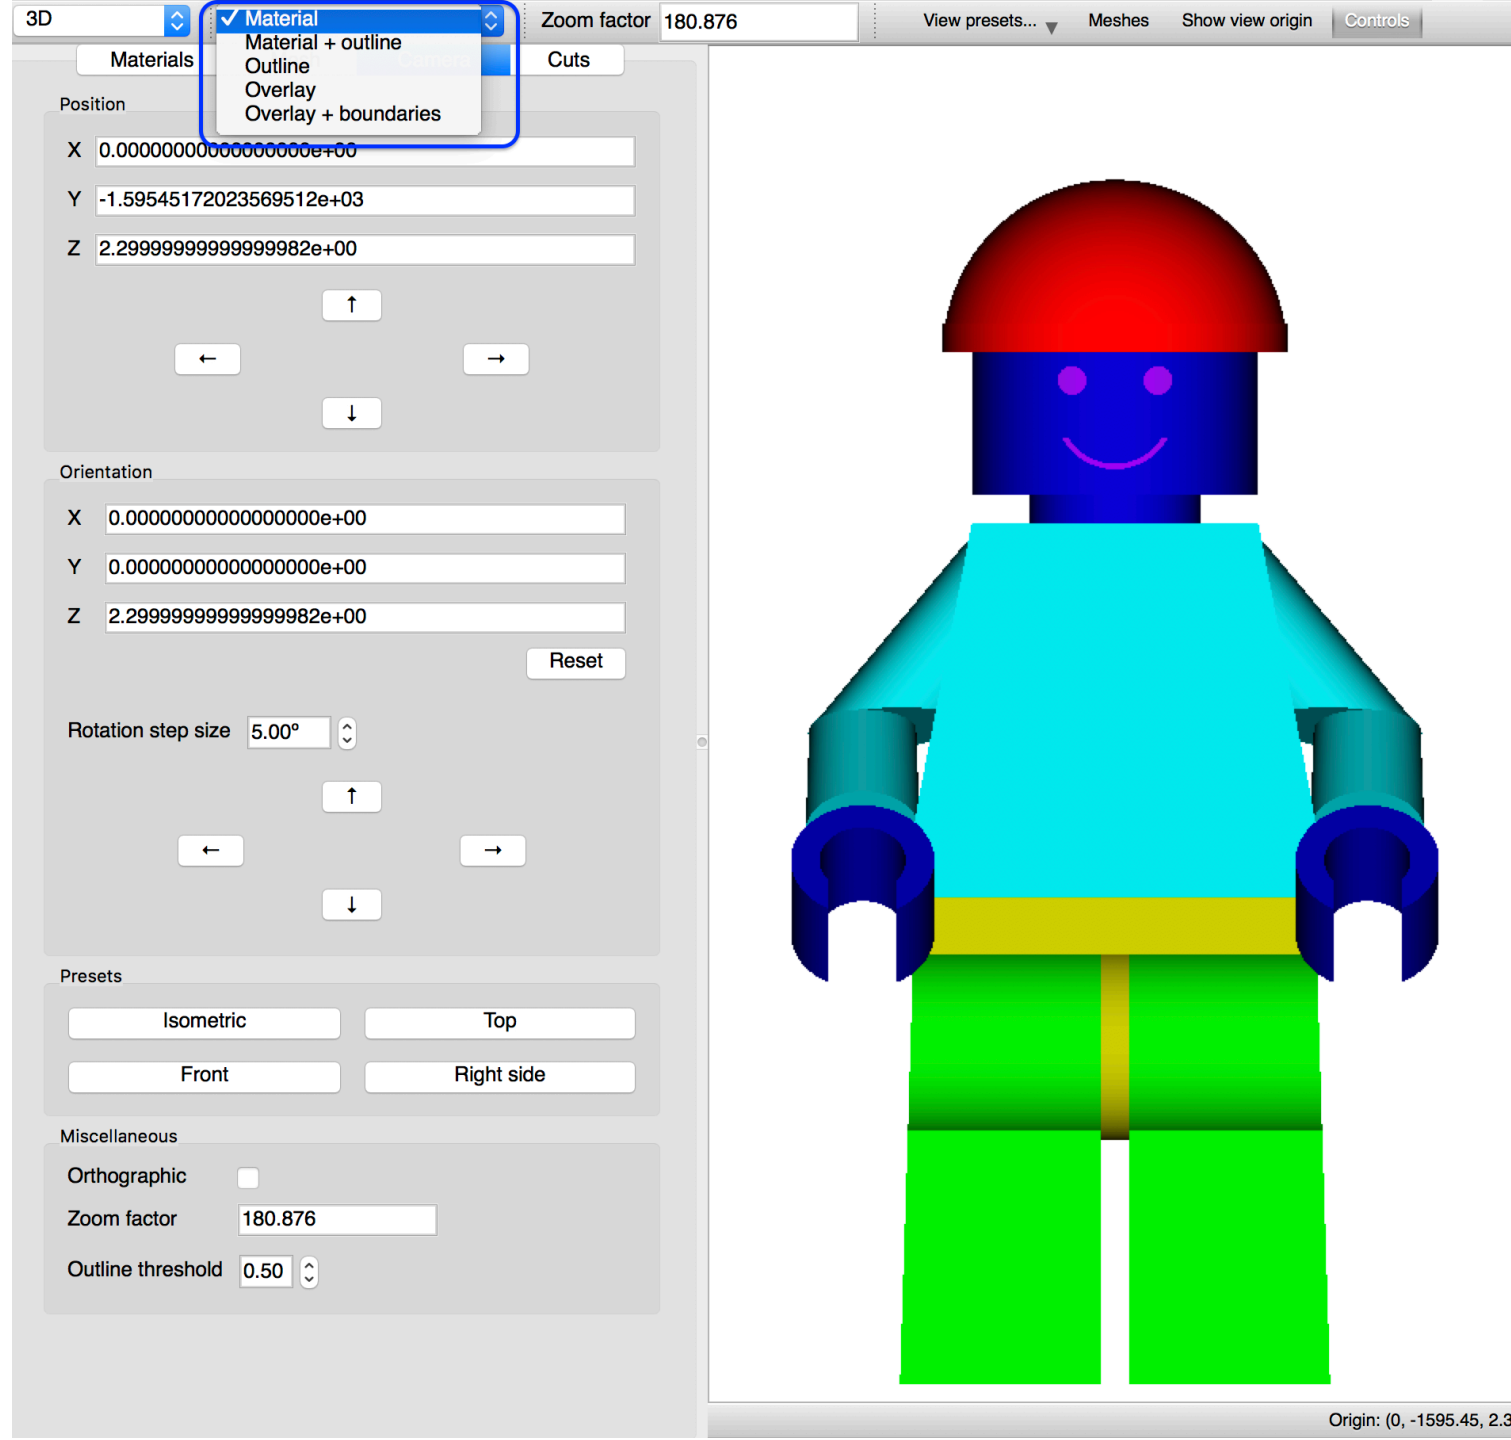 3D
✓ Material
Zoom factor 180.876
View presets... ▼
Meshes
Show view origin
Controls
Material + outline
Outline
Overlay
Overlay + boundaries
Materials
Cuts
Position
X 0.00000000000000000e+00
Y -1.59545172023569512e+03
Z 2.29999999999999982e+00
↑
← →
↓
Orientation
X 0.00000000000000000e+00
Y 0.00000000000000000e+00
Z 2.29999999999999982e+00
Reset
Rotation step size 5.00º
↑
← →
↓
Presets
Isometric Top
Front Right side
Miscellaneous
Orthographic
Zoom factor 180.876
Outline threshold 0.50
Origin: (0, -1595.45, 2.3